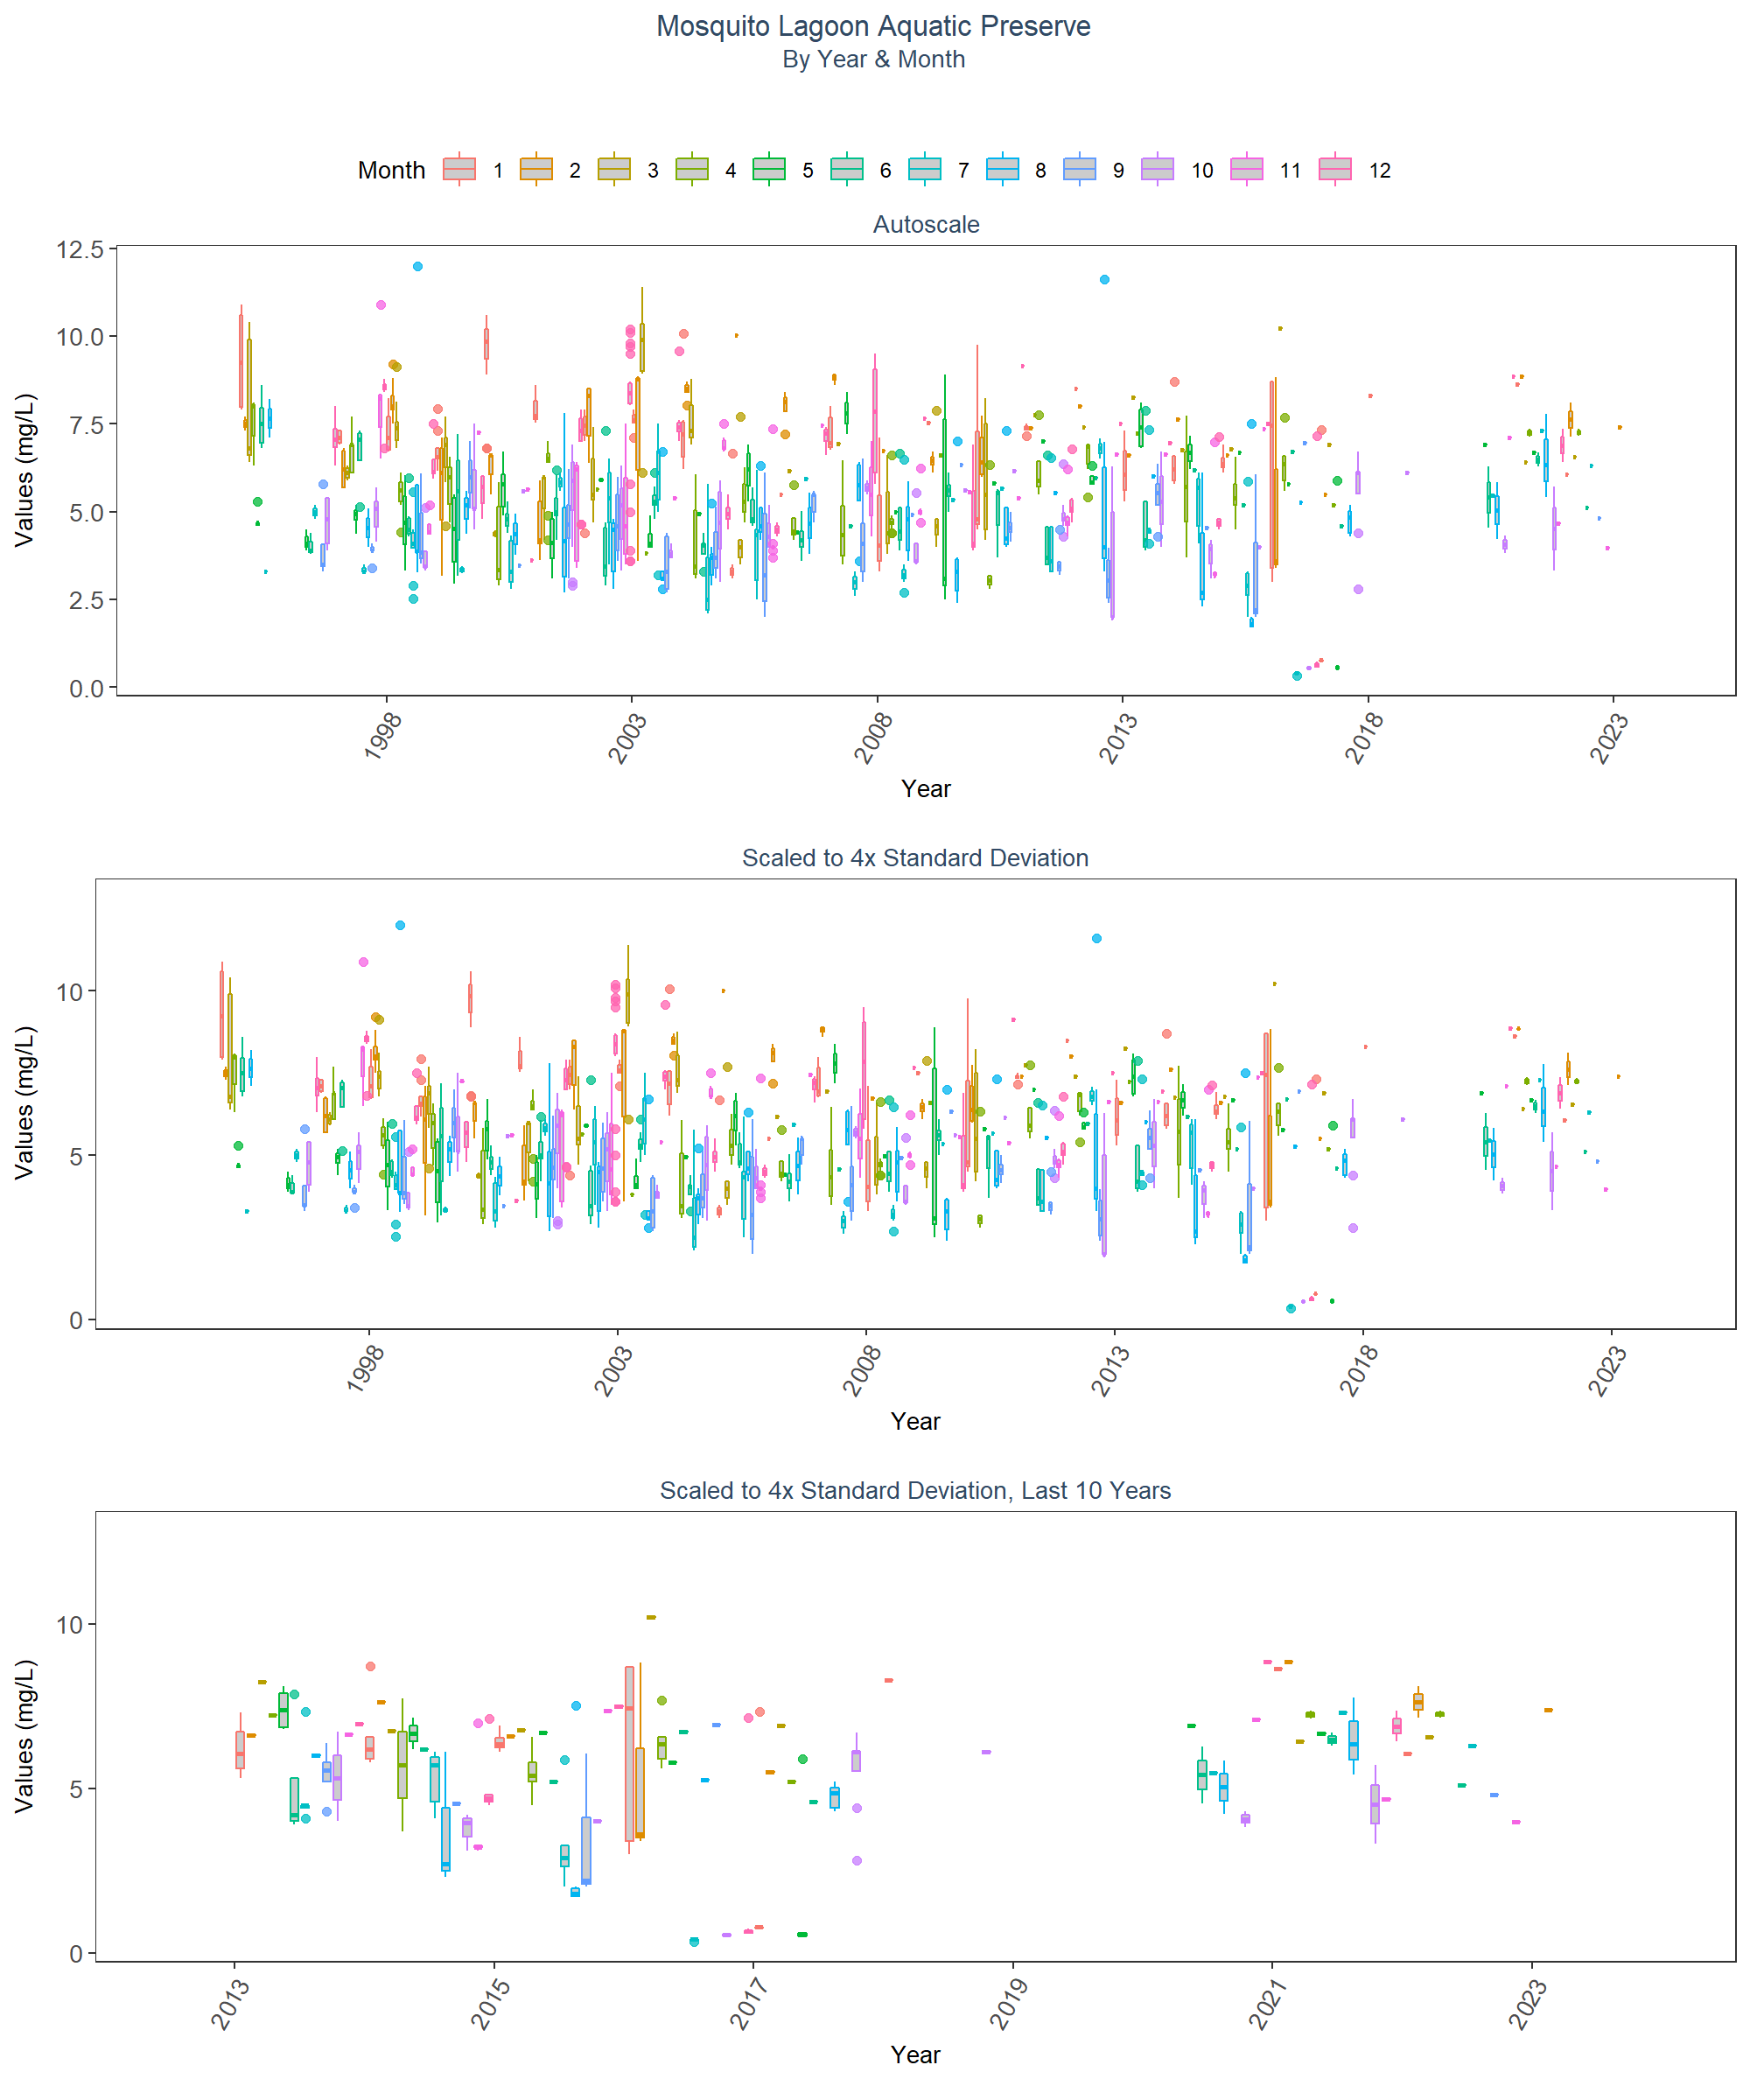 Mosquito Lagoon Aquatic Preserve
By Year & Month
Month 1 2 3 4 5 6 7 8 9 10 11 12
Autoscale
Values (mg/L)
12.5
10.0
7.5
5.0
2.5
0.0
1998 2003 2008 2013 2018 2023
Year
Scaled to 4x Standard Deviation
Values (mg/L)
10
5
0
1998 2003 2008 2013 2018 2023
Year
Scaled to 4x Standard Deviation, Last 10 Years
Values (mg/L)
10
5
0
2013 2015 2017 2019 2021 2023
Year